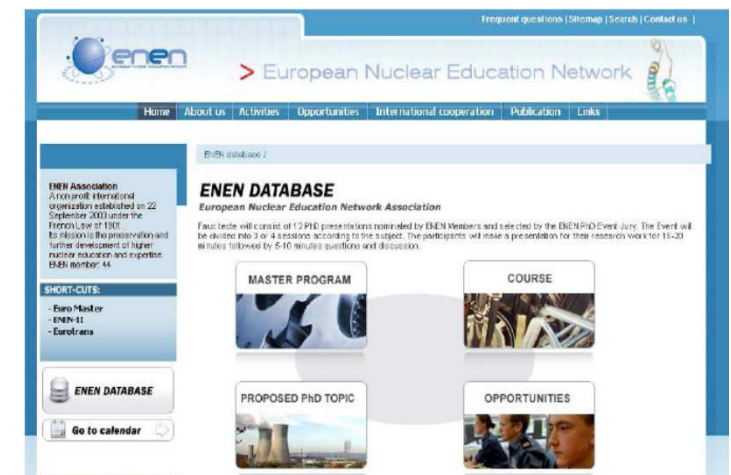 Frequent questions | Sitemap | Search | Contact us |
enen
> European Nuclear Education Network
Home About us Activities Opportunities International cooperation Publication Links
ENEN database /
ENEN Association
A non profit international
organization established on 22
September 2003 under the
French Law of 1901.
Its mission is the preservation and
further development of higher
nuclear education and expertise.
ENEN member: 44
SHORT-CUTS:
- Euro Master
- ENEN-II
- Eurotrans
ENEN DATABASE
Go to calendar
ENEN DATABASE
European Nuclear Education Network Association
Faux texte will consist of 12 PhD presentations nominated by ENEN Members and selected by the ENEN PhD Event Jury. The Event will
be divided into 3 or 4 sessions according to the subject. The participants will make a presentation for their research work for 15-20
minutes followed by 5-10 minutes questions and discussion.
MASTER PROGRAM
COURSE
PROPOSED PhD TOPIC
OPPORTUNITIES